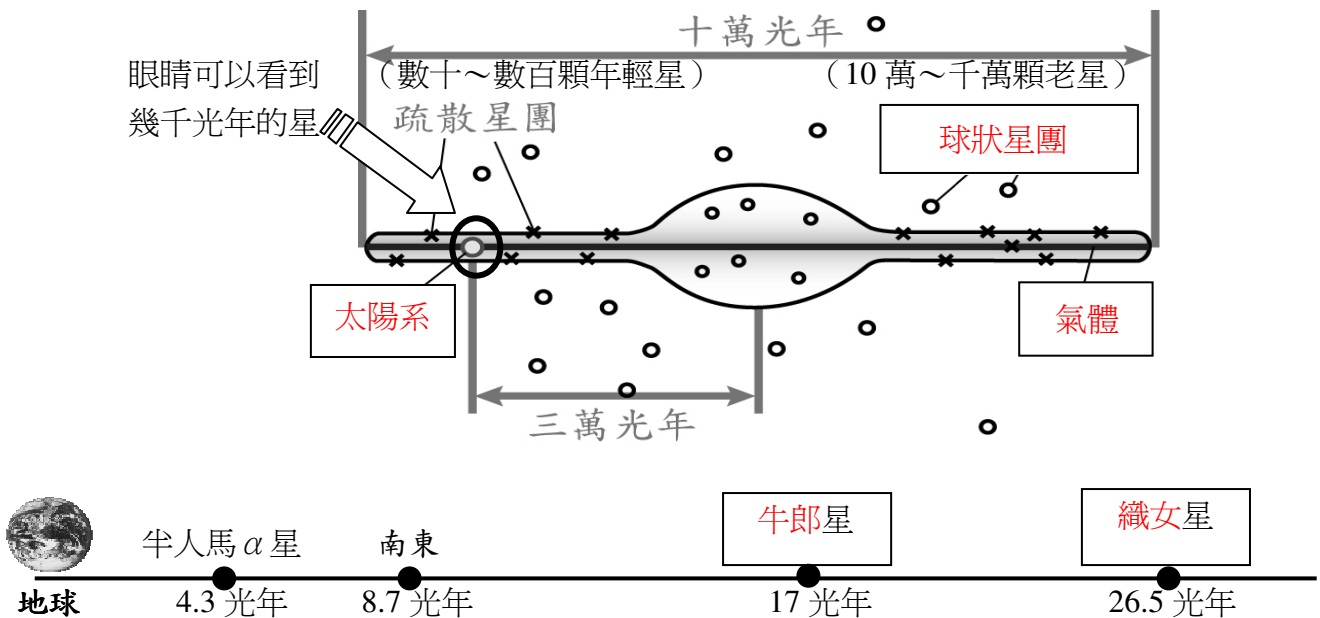 十萬光年
眼睛可以看到
幾千光年的星
（數十～數百顆年輕星）
（10 萬～千萬顆老星）
疏散星團
球狀星團
太陽系
氣體
三萬光年
半人馬α星
南東
牛郎星
織女星
地球
4.3 光年
8.7 光年
17 光年
26.5 光年